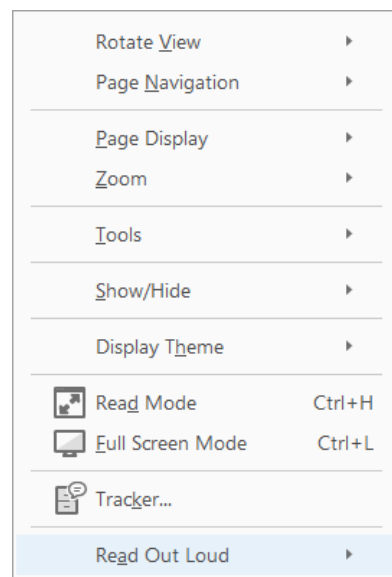 Rotate View
Page Navigation
Page Display
Zoom
Tools
Show/Hide
Display Theme
Read Mode Ctrl+H
Full Screen Mode Ctrl+L
Tracker...
Read Out Loud